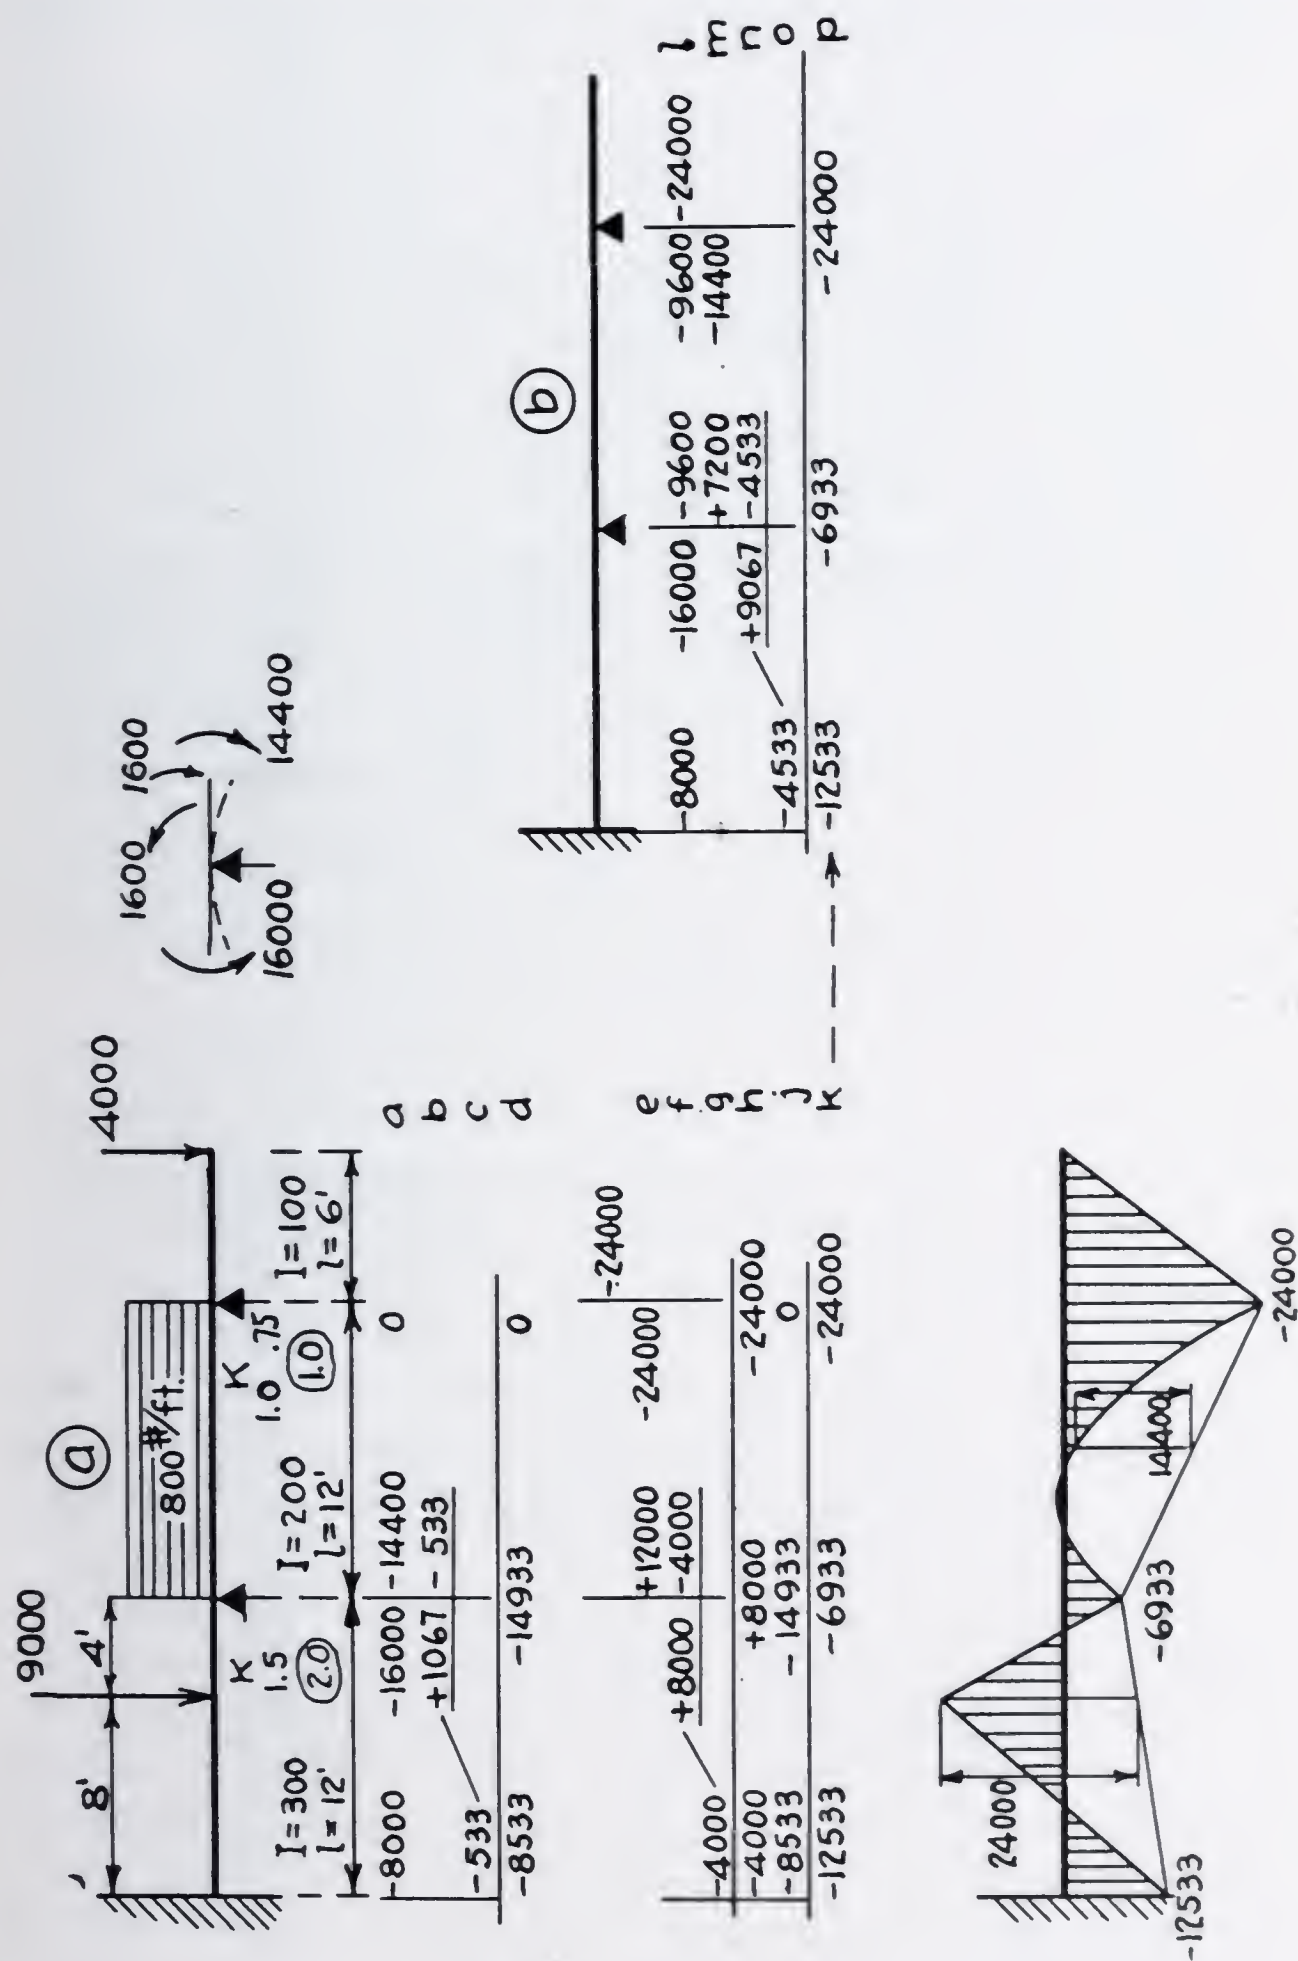 (a)
9000
4000
8' 4'
800#/ft.
K K
1.5 1.0 .75
(2.0) (1.0)
I=300 I=200 I=100
l=12' l=12' l=6'
-8000 -16000 -14400 0 a
+1067 -533 b
-533 c
-8533 -14933 0 d
-24000
+12000 -24000 e
+8000 -4000 f
-4000 g
-4000 +8000 -24000 h
-8533 -14933 0 j
-12533 -6933 -24000 k
1600 1600
16000 14400
(b)
-8000 -16000 -9600 -9600 -24000 l
+7200 -14400 m
+9067 -4533 n
-4533 o
-12533 -6933 -24000 p
24000
14400
-12533
-6933
-24000